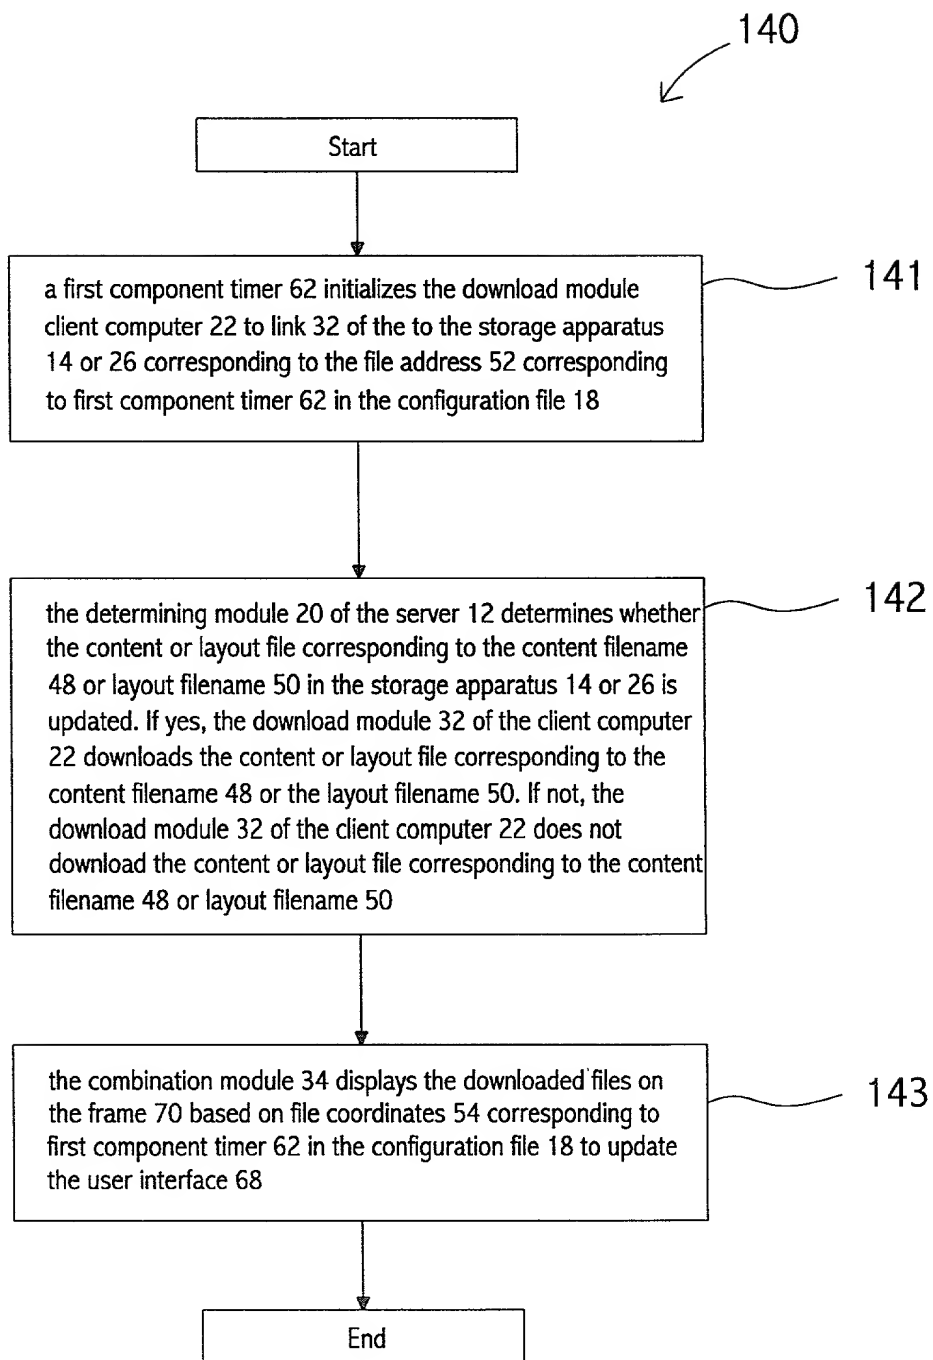 140
Start
a first component timer 62 initializes the download module
client computer 22 to link 32 of the to the storage apparatus
14 or 26 corresponding to the file address 52 corresponding
to first component timer 62 in the configuration file 18
141
the determining module 20 of the server 12 determines whether
the content or layout file corresponding to the content filename
48 or layout filename 50 in the storage apparatus 14 or 26 is
updated. If yes, the download module 32 of the client computer
22 downloads the content or layout file corresponding to the
content filename 48 or the layout filename 50. If not, the
download module 32 of the client computer 22 does not
download the content or layout file corresponding to the content
filename 48 or layout filename 50
142
the combination module 34 displays the downloaded files on
the frame 70 based on file coordinates 54 corresponding to
first component timer 62 in the configuration file 18 to update
the user interface 68
143
End